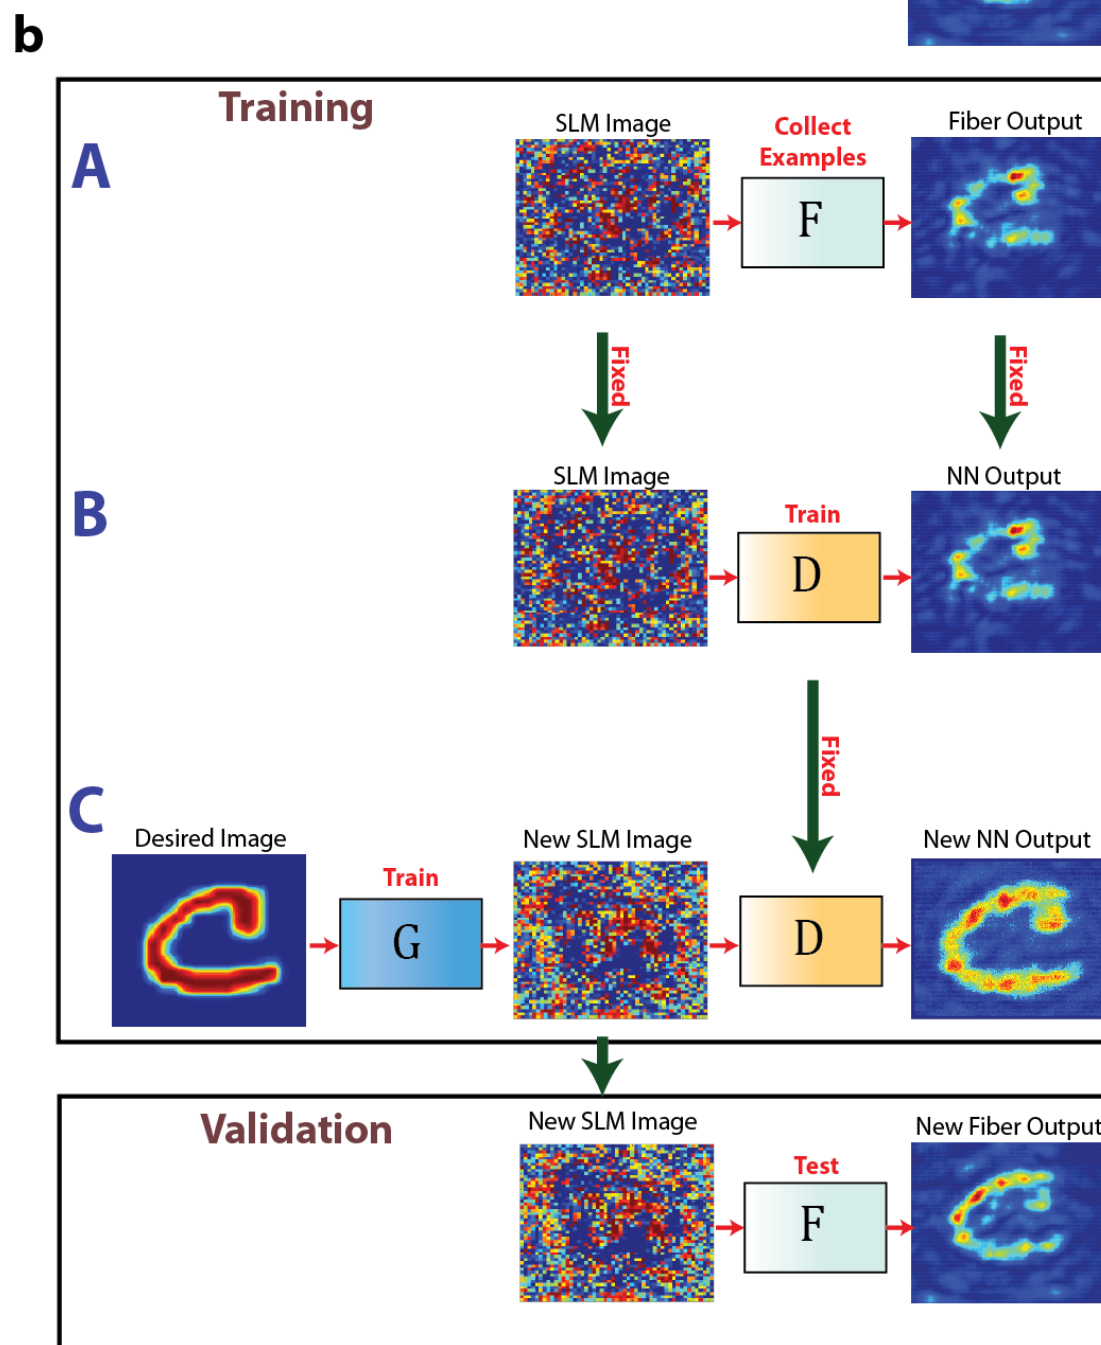 b
Training
A
SLM Image
Collect
Examples
Fiber Output
F
Fixed
Fixed
B
SLM Image
Train
NN Output
D
Fixed
C
Desired Image
Train
New SLM Image
New NN Output
G
D
Validation
New SLM Image
Test
New Fiber Output
F